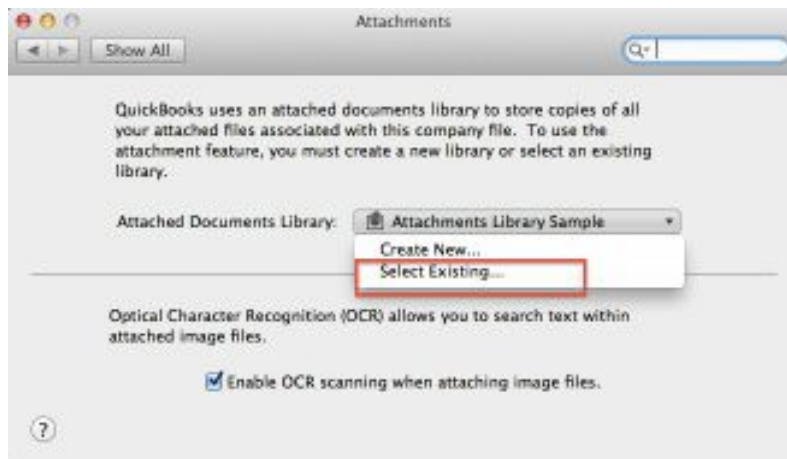 Attachments
Show All
QuickBooks uses an attached documents library to store copies of all
your attached files associated with this company file. To use the
attachment feature, you must create a new library or select an existing
library.
Attached Documents Library: Attachments Library Sample
Create New...
Select Existing...
Optical Character Recognition (OCR) allows you to search text within
attached image files.
Enable OCR scanning when attaching image files.
?